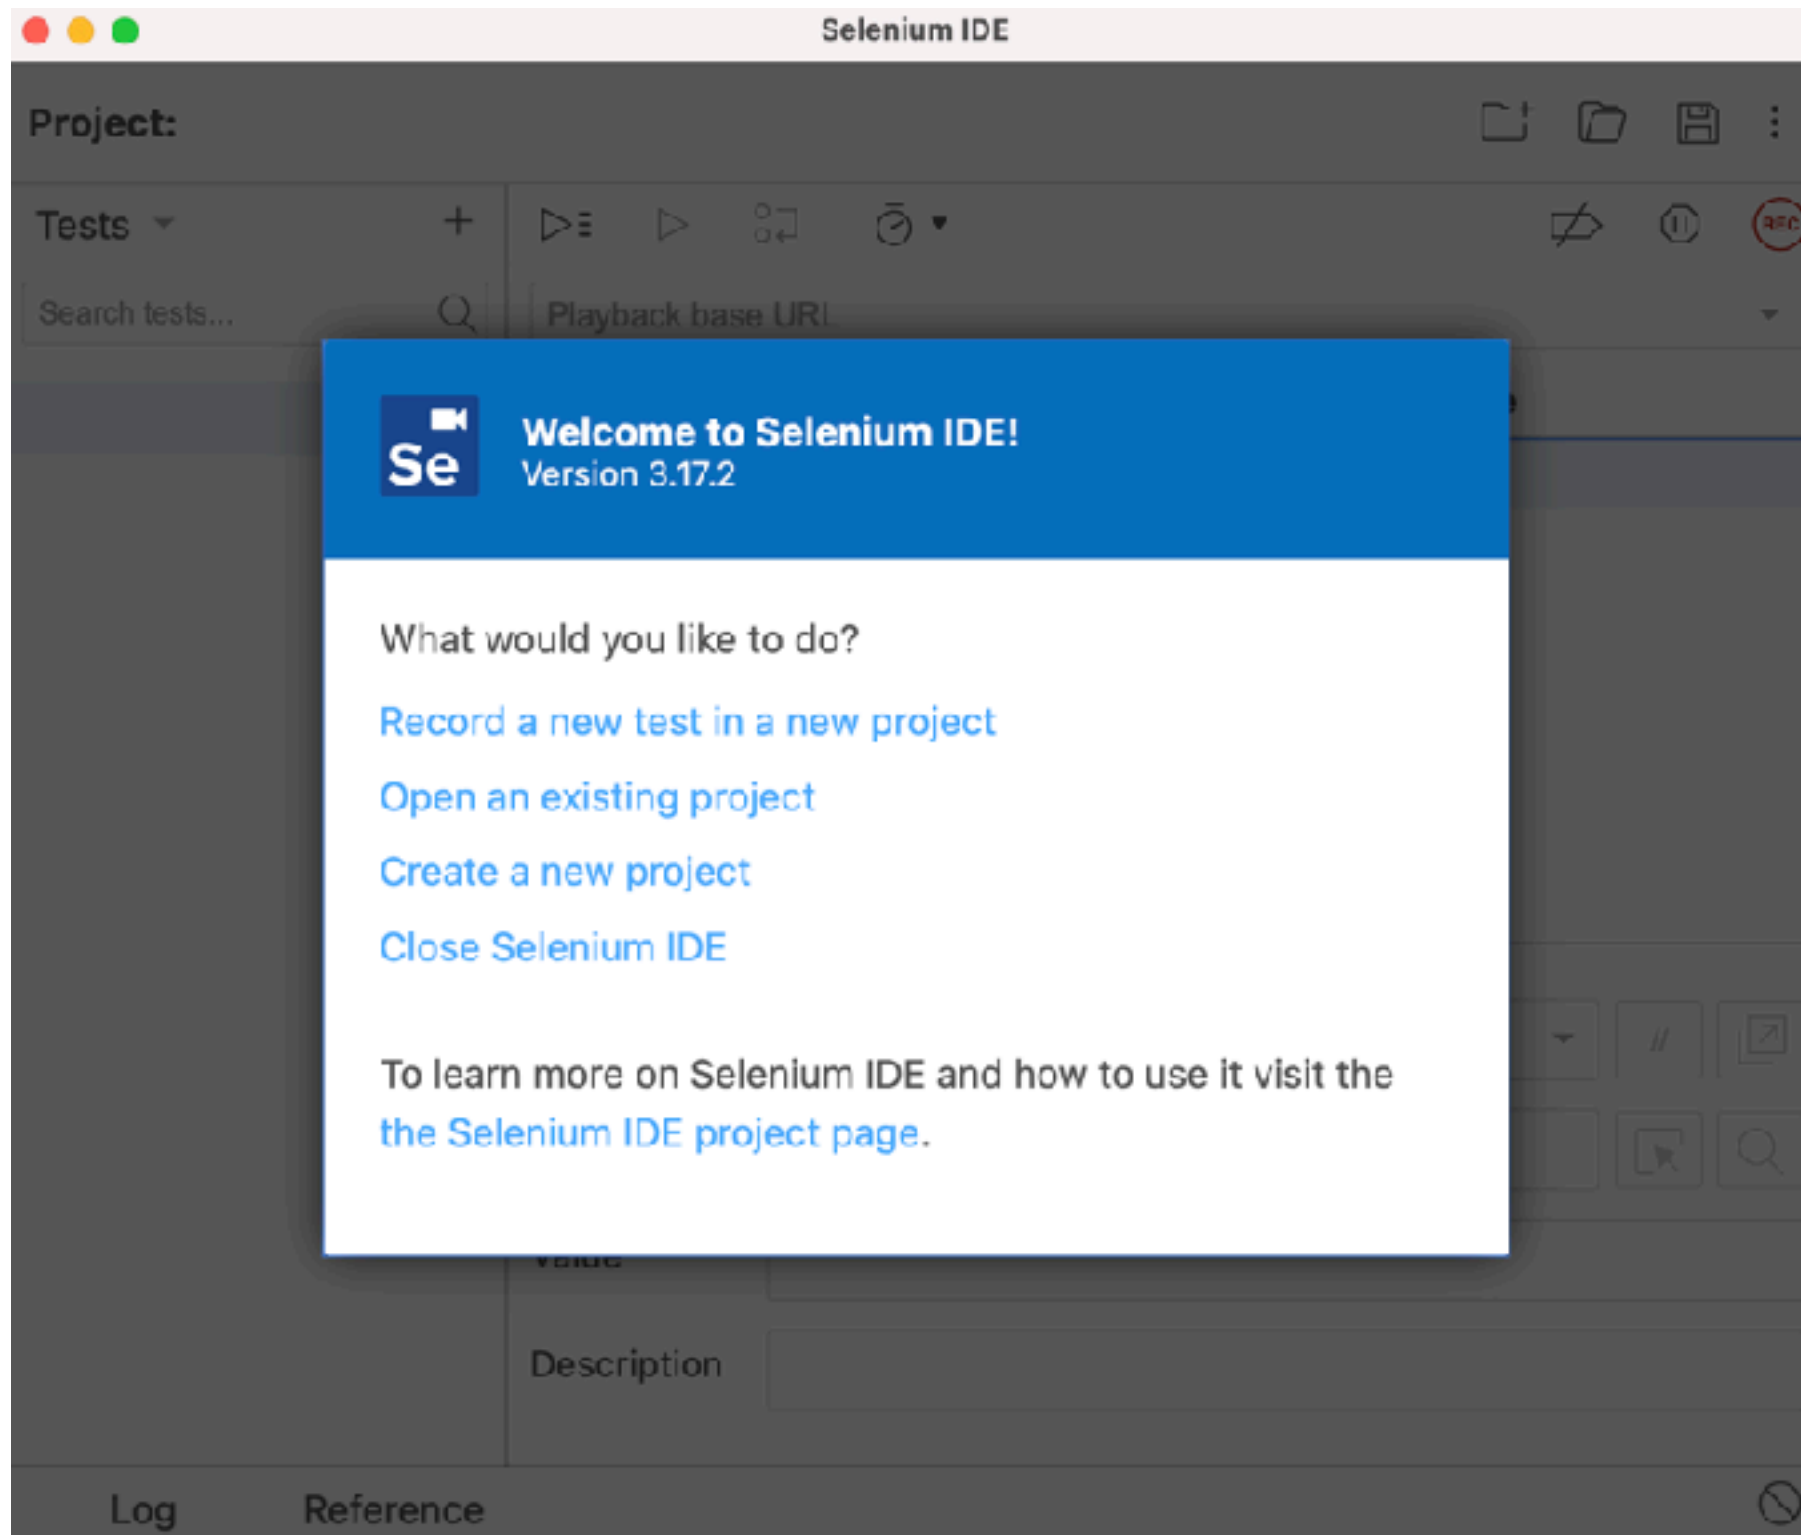 Selenium IDE
Project:
Tests
Search tests...
Playback base URL
REC
Se
Welcome to Selenium IDE!
Version 3.17.2
What would you like to do?
Record a new test in a new project
Open an existing project
Create a new project
Close Selenium IDE
//
To learn more on Selenium IDE and how to use it visit the
the Selenium IDE project page.
Value
Description
Log
Reference